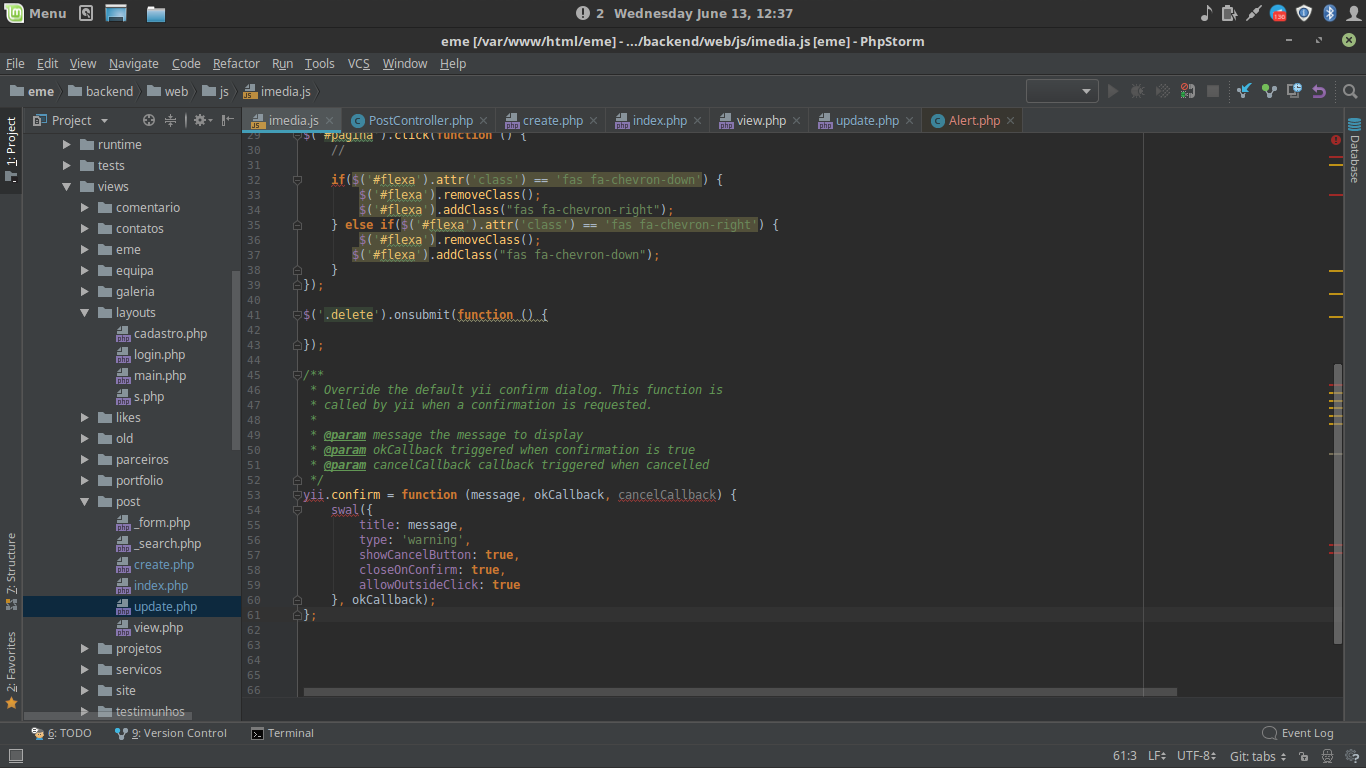 Menu
2 Wednesday June 13, 12:37
130
eme [/var/www/html/eme] - .../backend/web/js/imedia.js [eme] - PhpStorm
File Edit View Navigate Code Refactor Run Tools VCS Window Help
eme backend web js imedia.js
Project
imedia.js PostController.php create.php index.php view.php update.php Alert.php
1: Project
7: Structure
2: Favorites
Database
runtime
tests
views
comentario
contatos
eme
equipa
galeria
layouts
cadastro.php
login.php
main.php
s.php
likes
old
parceiros
portfolio
post
_form.php
_search.php
create.php
index.php
update.php
view.php
projetos
servicos
site
testimunhos
29 $('#pagina').click(function () {
30 //
31
32 if($('#flexa').attr('class') == 'fas fa-chevron-down') {
33 $('#flexa').removeClass();
34 $('#flexa').addClass("fas fa-chevron-right");
35 } else if($('#flexa').attr('class') == 'fas fa-chevron-right') {
36 $('#flexa').removeClass();
37 $('#flexa').addClass("fas fa-chevron-down");
38 }
39 });
40
41 $('.delete').onsubmit(function () {
42
43 });
44
45 /**
46 * Override the default yii confirm dialog. This function is
47 * called by yii when a confirmation is requested.
48 *
49 * @param message the message to display
50 * @param okCallback triggered when confirmation is true
51 * @param cancelCallback callback triggered when cancelled
52 */
53 yii.confirm = function (message, okCallback, cancelCallback) {
54 swal({
55 title: message,
56 type: 'warning',
57 showCancelButton: true,
58 closeOnConfirm: true,
59 allowOutsideClick: true
60 }, okCallback);
61 };
62
63
64
65
66
6: TODO 9: Version Control Terminal Event Log
61:3 LF UTF-8 Git: tabs